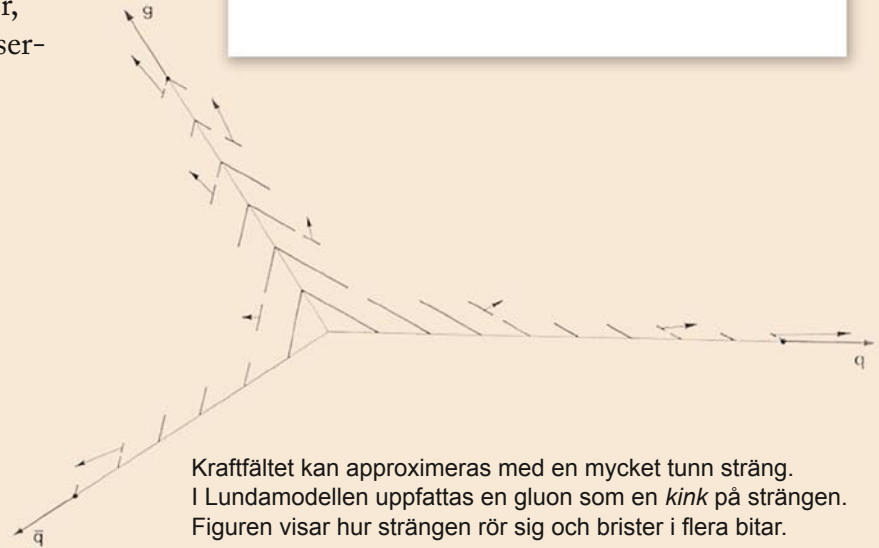 r,
ser-
g
q
q̄
Kraftfältet kan approximeras med en mycket tunn sträng.
I Lundamodellen uppfattas en gluon som en kink på strängen.
Figuren visar hur strängen rör sig och brister i flera bitar.